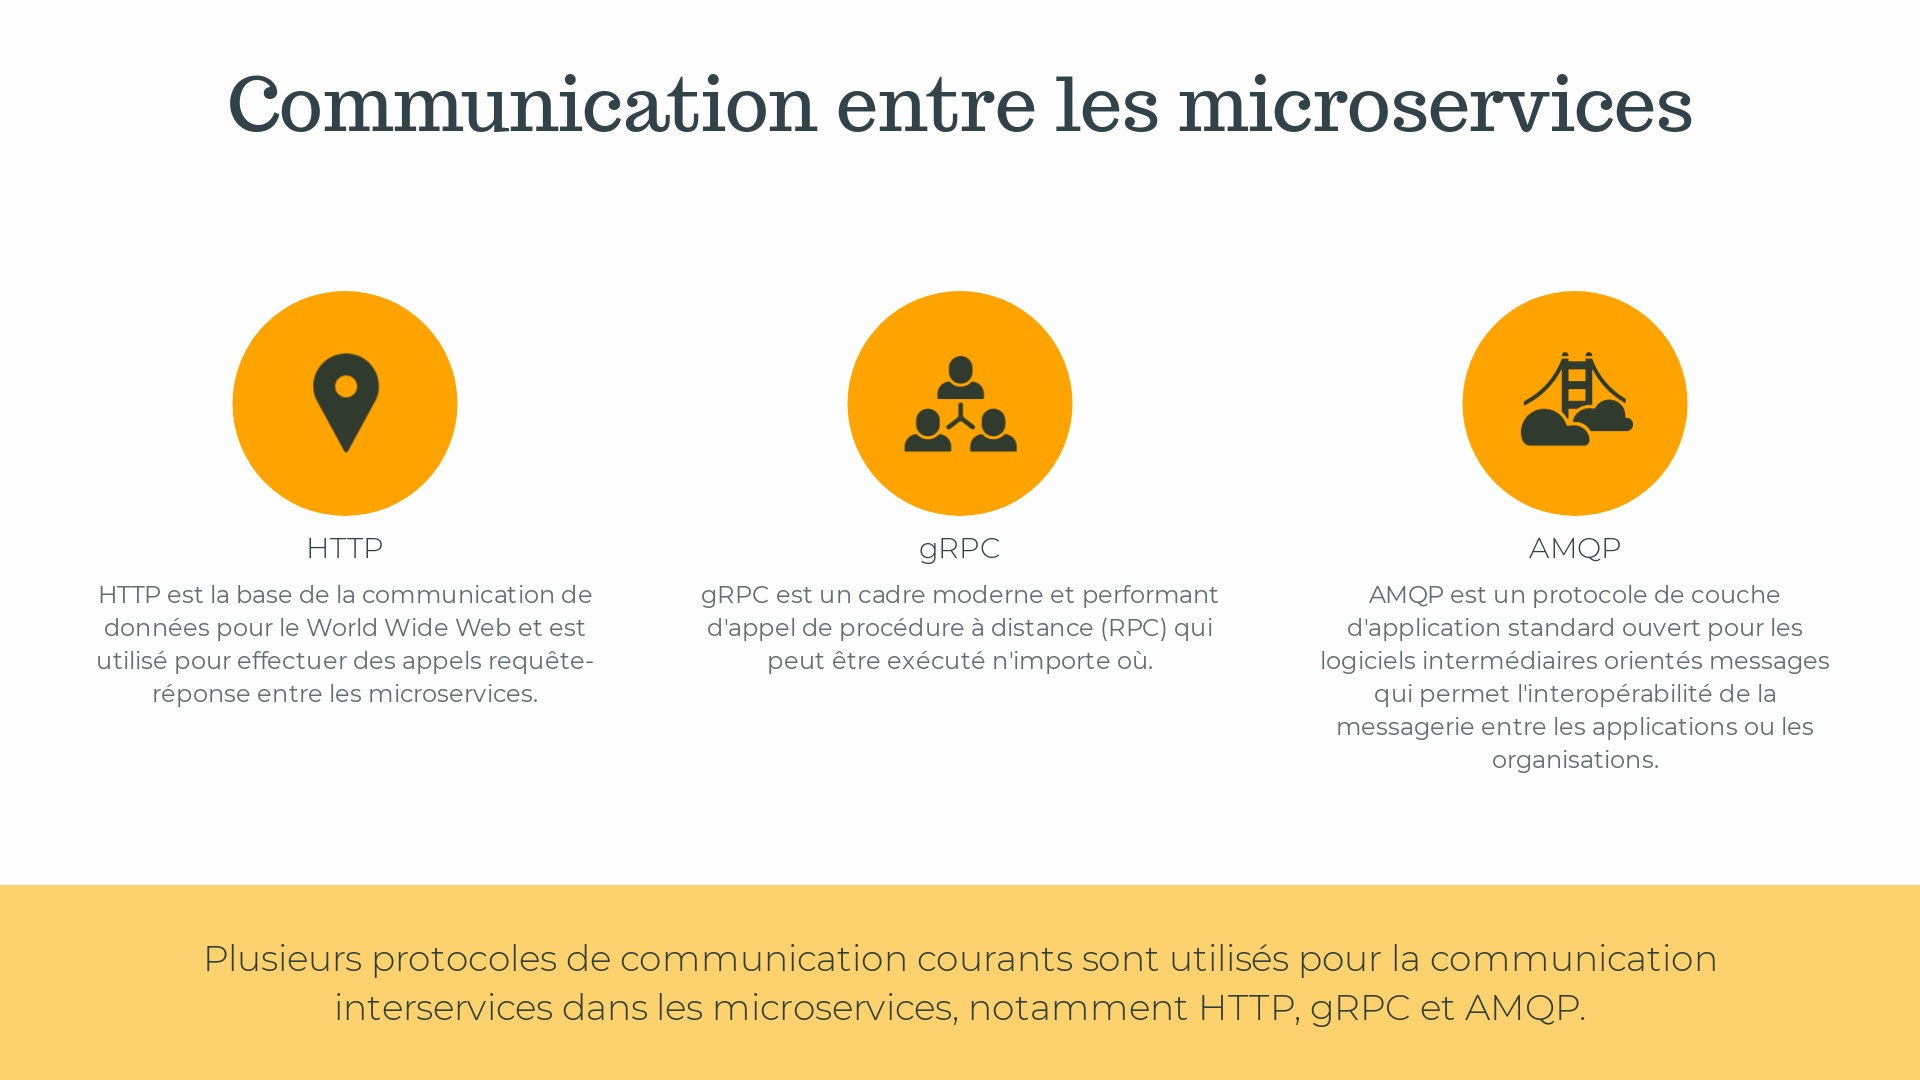 Communication entre les microservices
HTTP
HTTP est la base de la communication de
données pour le World Wide Web et est
utilisé pour effectuer des appels requête-
réponse entre les microservices.
gRPC
gRPC est un cadre moderne et performant
d'appel de procédure à distance (RPC) qui
peut être exécuté n'importe où.
AMQP
AMQP est un protocole de couche
d'application standard ouvert pour les
logiciels intermédiaires orientés messages
qui permet l'interopérabilité de la
messagerie entre les applications ou les
organisations.
Plusieurs protocoles de communication courants sont utilisés pour la communication
interservices dans les microservices, notamment HTTP, gRPC et AMQP.